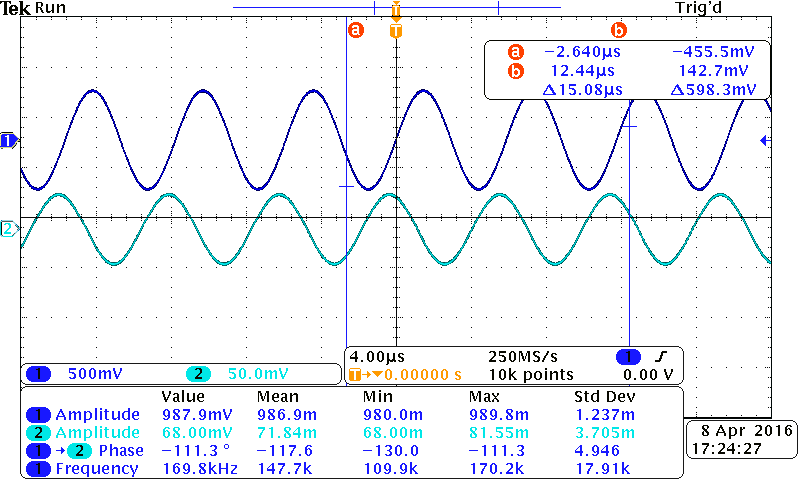 Tek Run Trig'd
a T b
a −2.640µs −455.5mV
b 12.44µs 142.7mV
Δ15.08µs Δ598.3mV
1
2
1 500mV 2 50.0mV
4.00µs 250MS/s 1
T→▼0.00000 s 10k points 0.00 V
Value Mean Min Max Std Dev
1 Amplitude 987.9mV 986.9m 980.0m 989.8m 1.237m
2 Amplitude 68.00mV 71.84m 68.00m 81.55m 3.705m
1 → 2 Phase −111.3 ° −117.6 −130.0 −111.3 4.946
1 Frequency 169.8kHz 147.7k 109.9k 170.2k 17.91k
8 Apr 2016
17:24:27